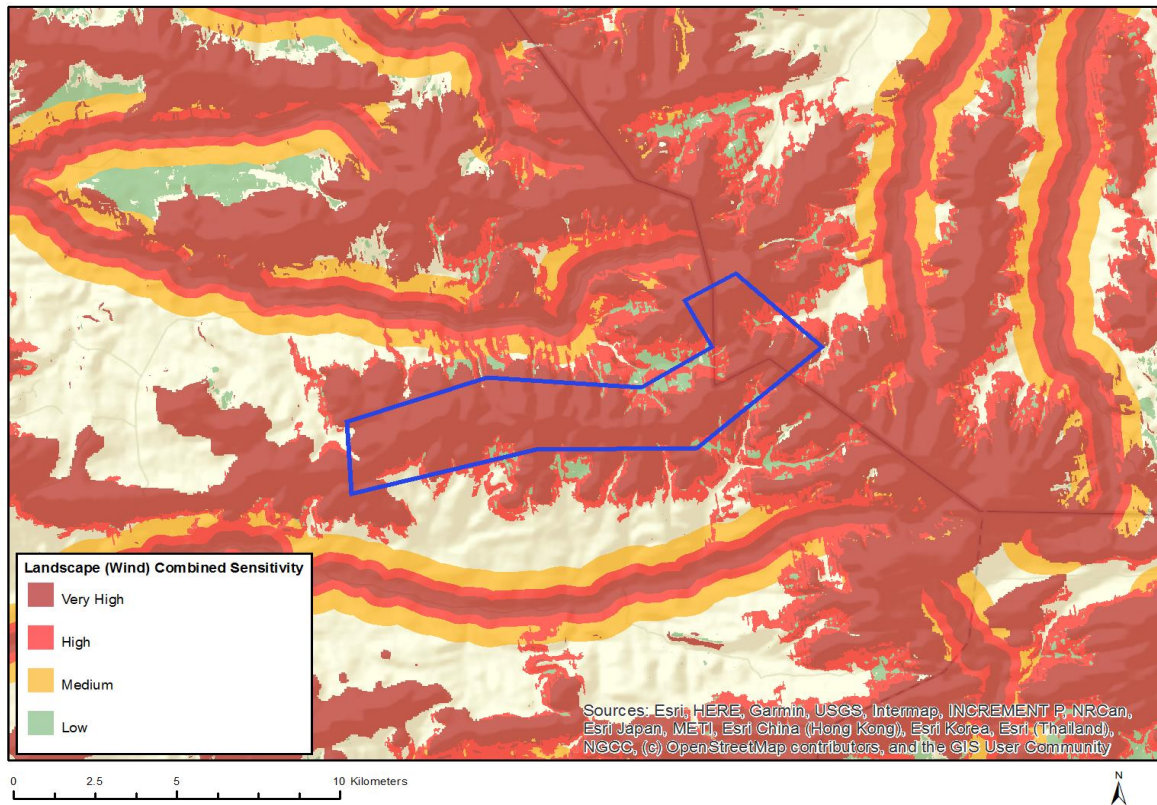 Landscape (Wind) Combined Sensitivity
Very High
High
Medium
Low
Sources: Esri, HERE, Garmin, USGS, Intermap, INCREMENT P, NRCan,
Esri Japan, METI, Esri China (Hong Kong), Esri Korea, Esri (Thailand),
NGCC, (c) OpenStreetMap contributors, and the GIS User Community
0 2.5 5 10 Kilometers
N